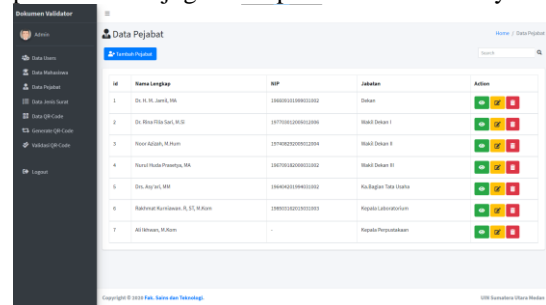 Dokumen Validator
Admin
Data Users
Data Mahasiswa
Data Pejabat
Data Jenis Surat
Data QR-Code
Generate QR-Code
Validasi QR-Code
Logout
Data Pejabat
Home / Data Pejabat
Tambah Pejabat
Search
Id Nama Lengkap NIP Jabatan Action
1 Dr. H. M. Jamil, MA Dekan
2 Dr. Rina Filia Sari, M.Si Wakil Dekan I
3 Noor Azizah, M.Hum Wakil Dekan II
4 Nurul Huda Prasetya, MA Wakil Dekan III
5 Drs. Asy'ari, MM Ka.Bagian Tata Usaha
6 Rakhmat Kurniawan. R, ST, M.Kom Kepala Laboratorium
7 Ali Ikhwan, M.Kom - Kepala Perpustakaan
Copyright © 2020 Fak. Sains dan Teknologi.
UIN Sumatera Utara Medan